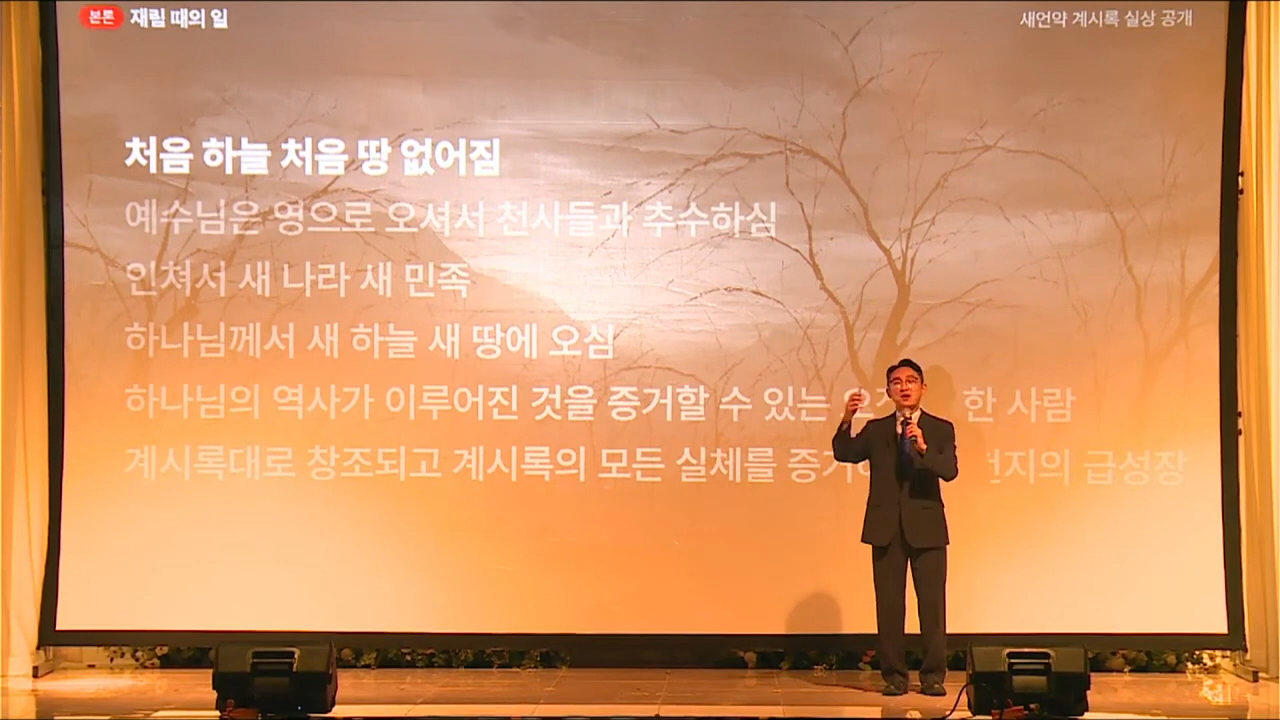 본론 재림 때의 일
새언약 계시록 실상 공개
처음 하늘 처음 땅 없어짐
예수님은 영으로 오셔서 천사들과 추수하심
인쳐서 새 나라 새 민족
하나님께서 새 하늘 새 땅에 오심
하나님의 역사가 이루어진 것을 증거할 수 있는 한 사람
계시록대로 창조되고 계시록의 모든 실체를 급성장